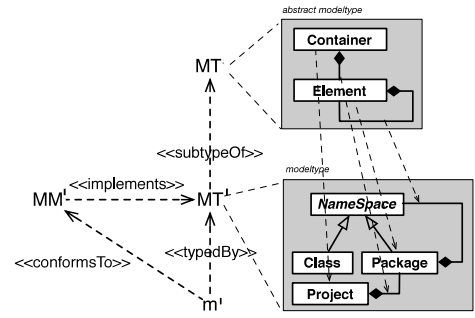 abstract modeltype
Container
MT
Element
<<subtypeOf>>
modeltype
<<implements>>
MM'
MT'
NameSpace
<<conformsTo>>
<<typedBy>>
Class
Package
Project
m'